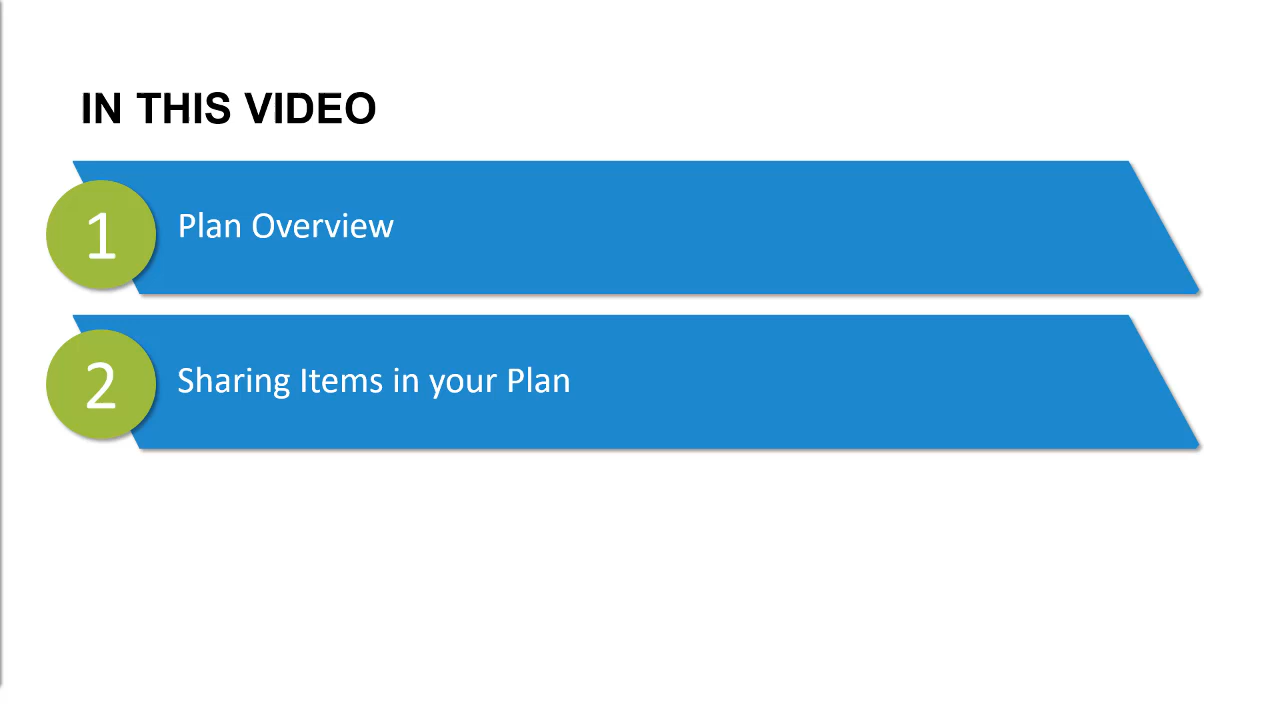 IN THIS VIDEO
1
Plan Overview
2
Sharing Items in your Plan